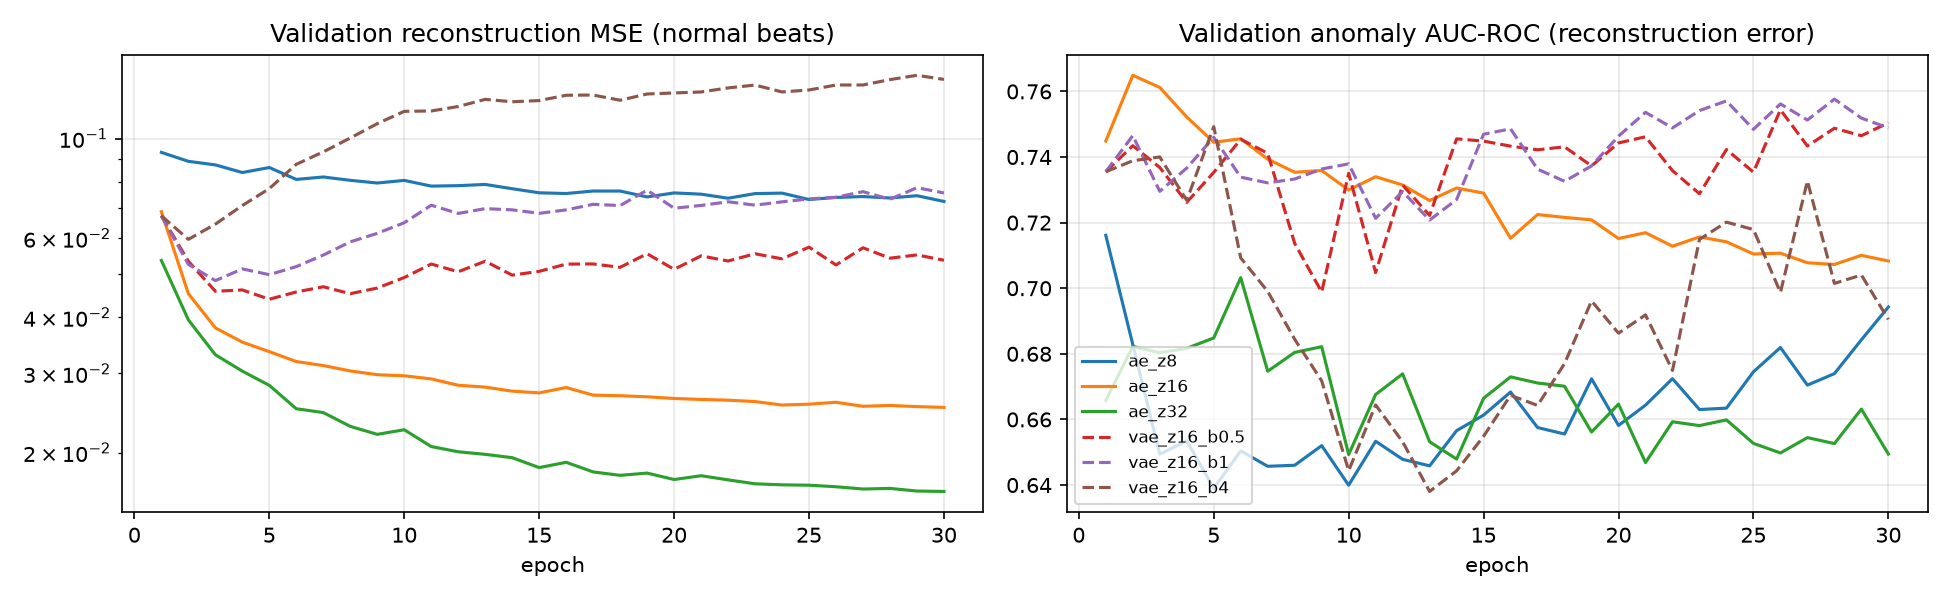 Validation reconstruction MSE (normal beats)
10⁻¹
6 × 10⁻²
4 × 10⁻²
3 × 10⁻²
2 × 10⁻²
0 5 10 15 20 25 30
epoch
Validation anomaly AUC-ROC (reconstruction error)
0.76
0.74
0.72
0.70
0.68
0.66
0.64
ae_z8
ae_z16
ae_z32
vae_z16_b0.5
vae_z16_b1
vae_z16_b4
0 5 10 15 20 25 30
epoch